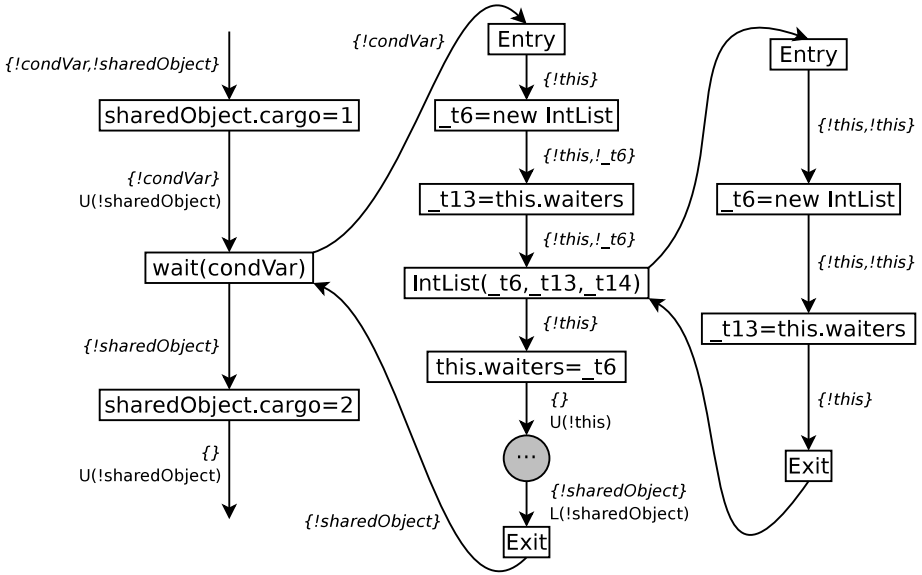 {!condVar,!sharedObject}
sharedObject.cargo=1
{!condVar}
U(!sharedObject)
wait(condVar)
{!sharedObject}
sharedObject.cargo=2
{}
U(!sharedObject)
{!condVar}
Entry
{!this}
_t6=new IntList
{!this,!_t6}
_t13=this.waiters
{!this,!_t6}
IntList(_t6,_t13,_t14)
{!this}
this.waiters=_t6
{}
U(!this)
...
{!sharedObject}
L(!sharedObject)
Exit
{!sharedObject}
Entry
{!this,!this}
_t6=new IntList
{!this,!this}
_t13=this.waiters
{!this}
Exit